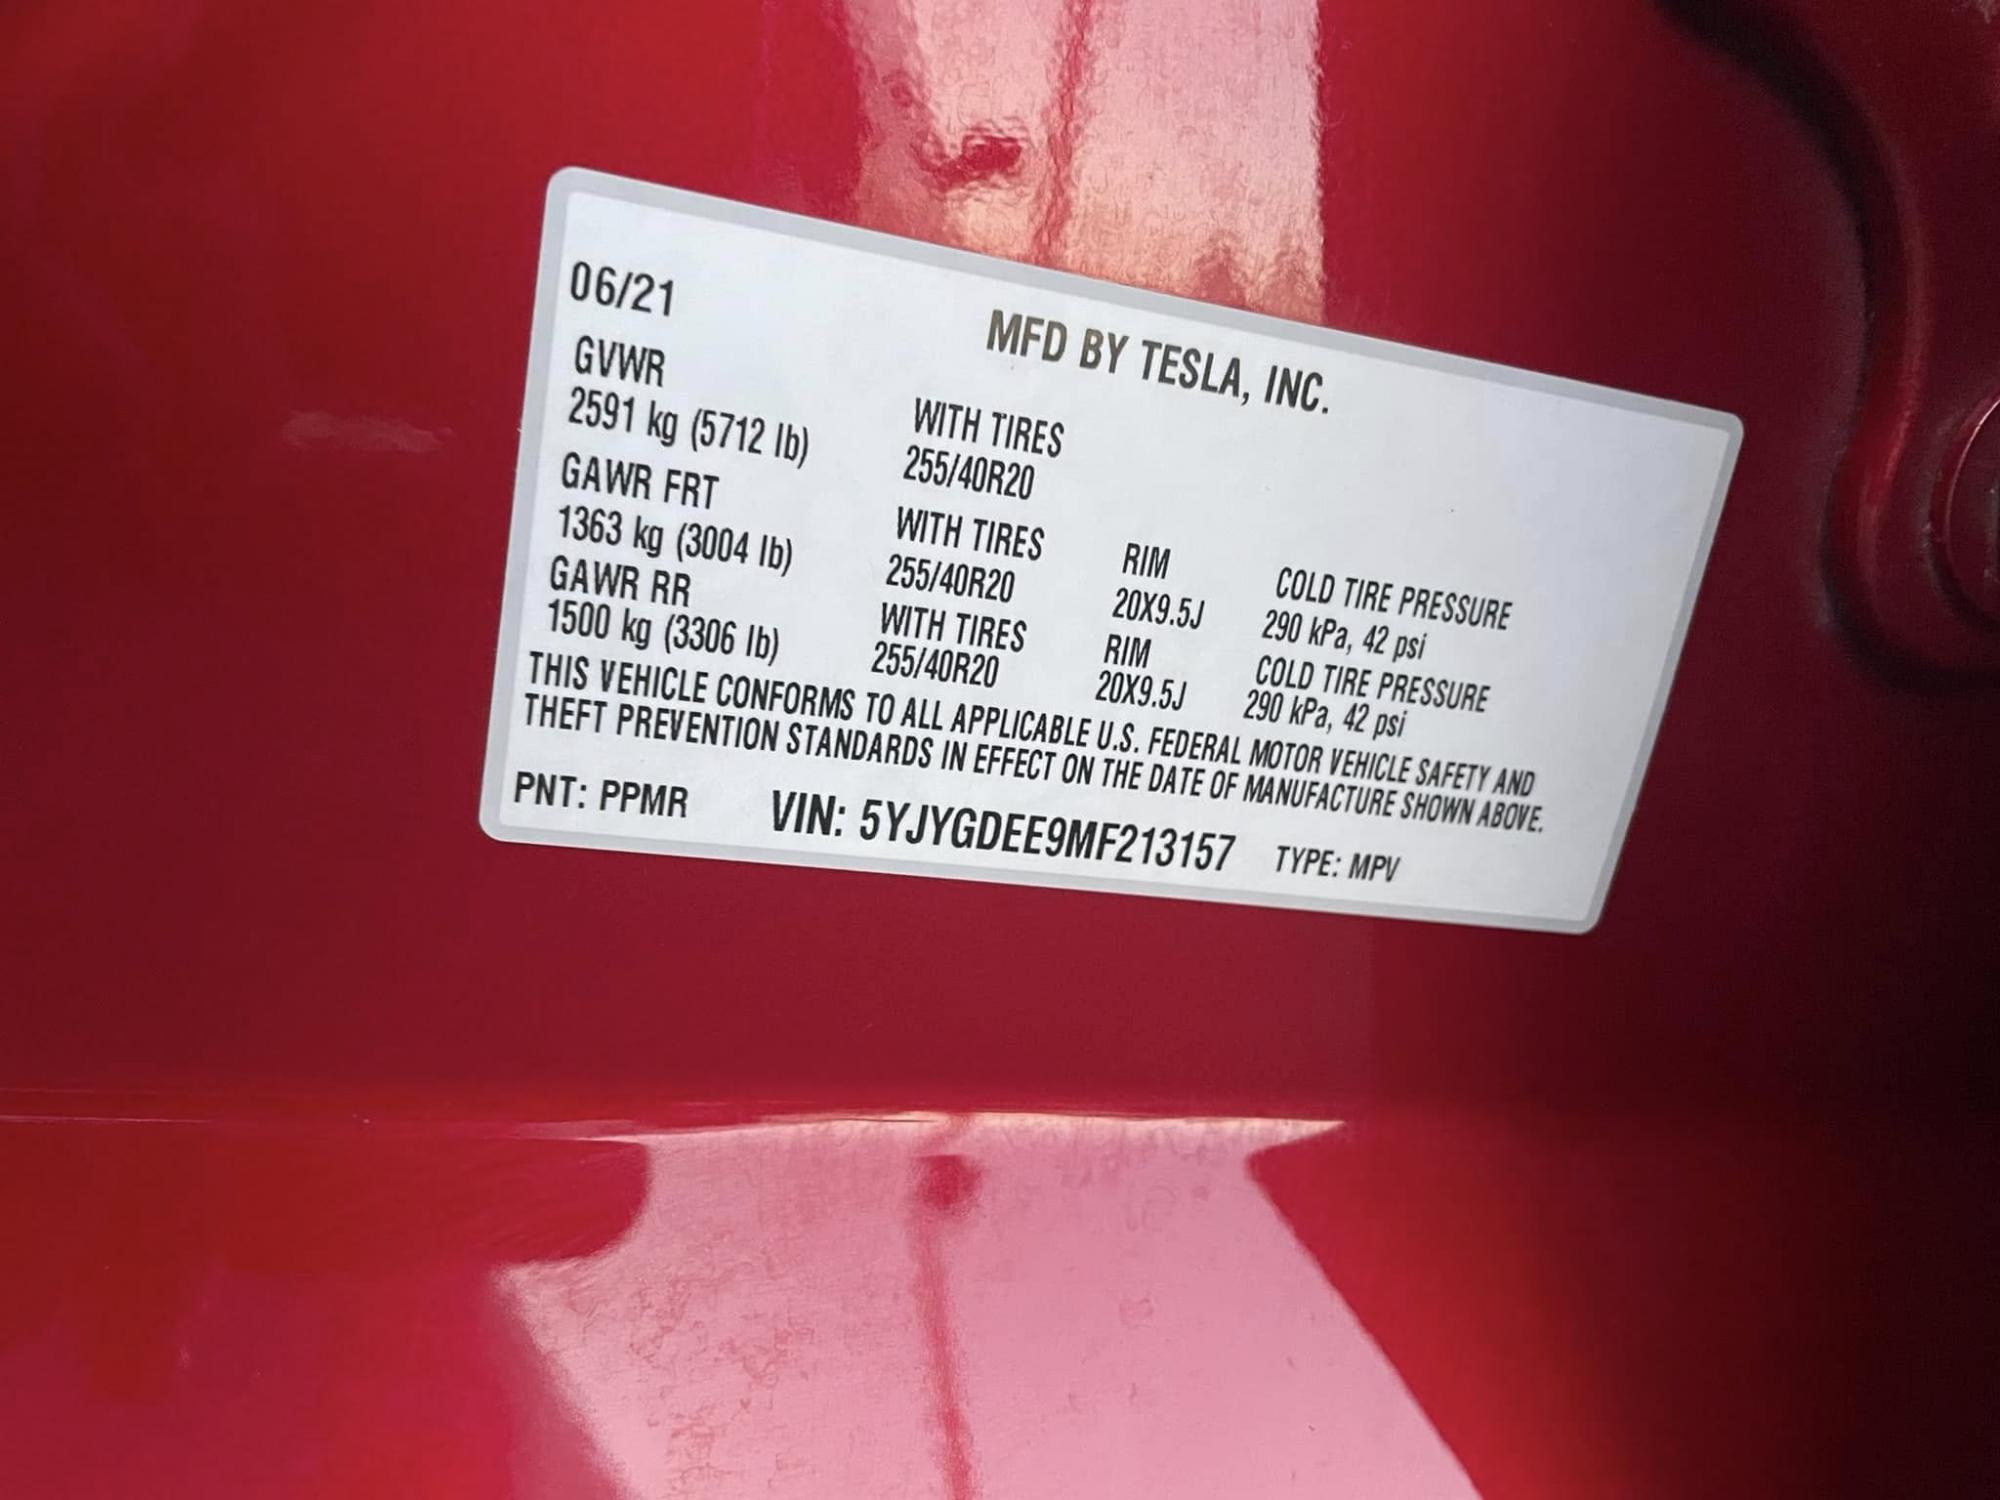 06/21
MFD BY TESLA, INC.
GVWR
2591 kg (5712 lb)
WITH TIRES
255/40R20
GAWR FRT
1363 kg (3004 lb)
WITH TIRES
255/40R20
RIM
20X9.5J
COLD TIRE PRESSURE
290 kPa, 42 psi
GAWR RR
1500 kg (3306 lb)
WITH TIRES
255/40R20
RIM
20X9.5J
COLD TIRE PRESSURE
290 kPa, 42 psi
THIS VEHICLE CONFORMS TO ALL APPLICABLE U.S. FEDERAL MOTOR VEHICLE SAFETY AND
THEFT PREVENTION STANDARDS IN EFFECT ON THE DATE OF MANUFACTURE SHOWN ABOVE.
PNT: PPMR VIN: 5YJYGDEE9MF213157 TYPE: MPV